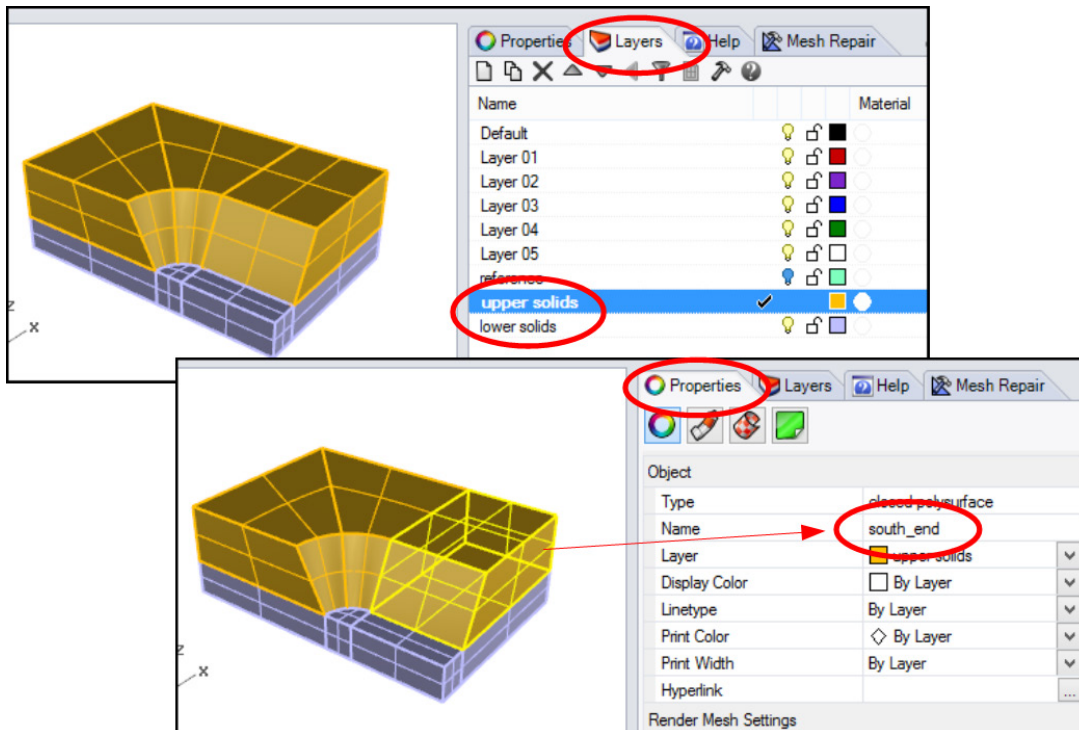 Properties Layers Help Mesh Repair
Name Material
Default
Layer 01
Layer 02
Layer 03
Layer 04
Layer 05
reference
upper solids
lower solids
z
x
Properties Layers Help Mesh Repair
Object
Type closed polysurface
Name south_end
Layer upper solids
Display Color By Layer
Linetype By Layer
Print Color By Layer
Print Width By Layer
Hyperlink ...
Render Mesh Settings
z
x